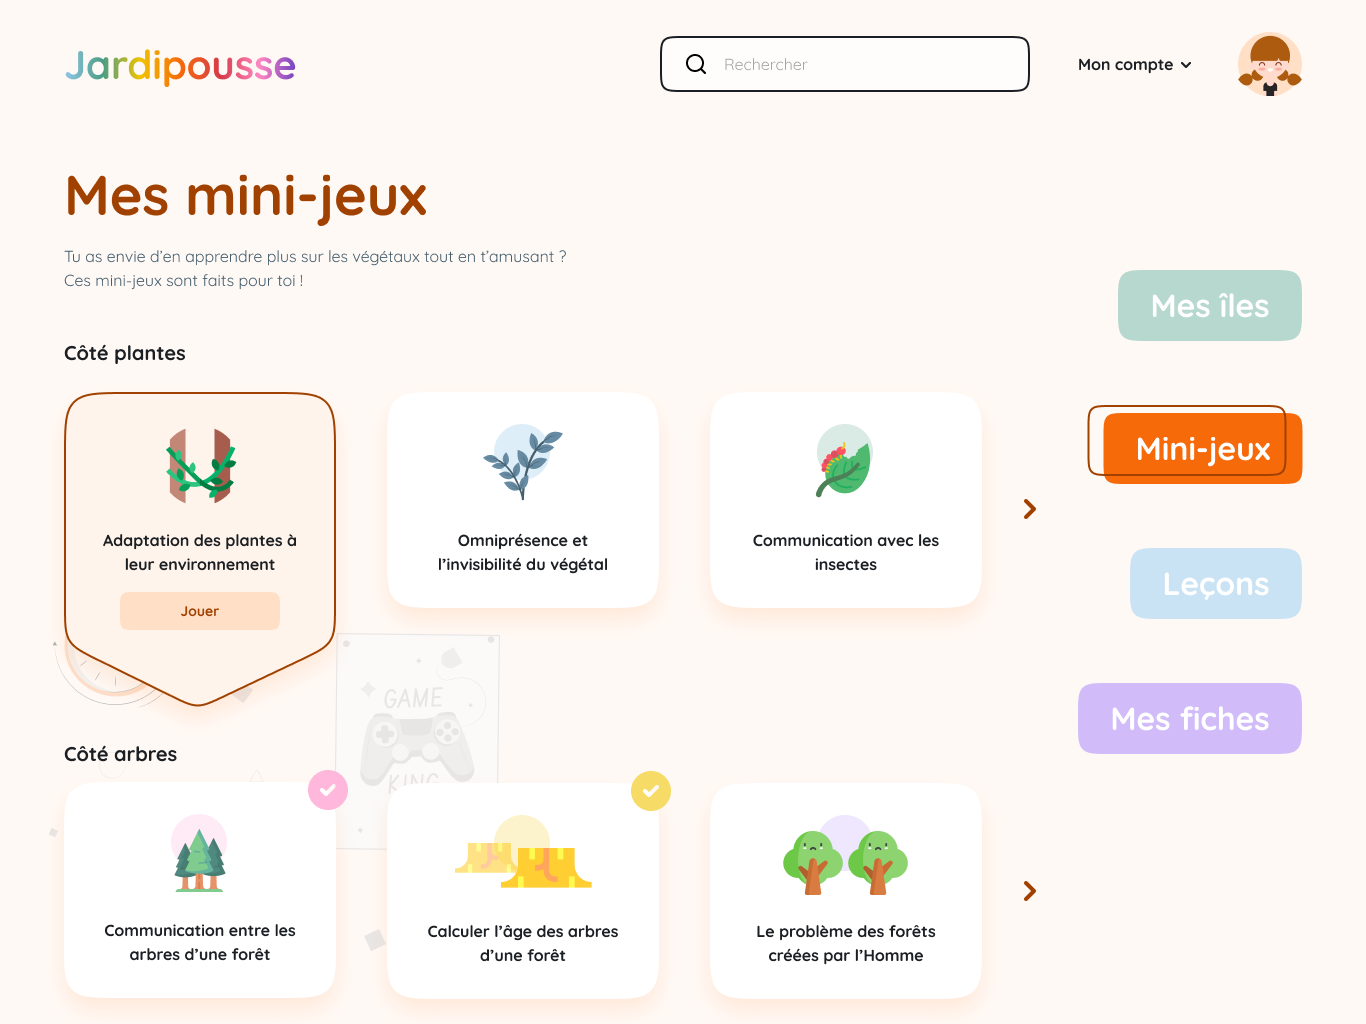 Jardipousse
Rechercher
Mon compte
Mes mini-jeux
Tu as envie d’en apprendre plus sur les végétaux tout en t’amusant ?
Ces mini-jeux sont faits pour toi !
Mes îles
Mini-jeux
Leçons
Mes fiches
Côté plantes
Adaptation des plantes à
leur environnement
Jouer
Omniprésence et
l’invisibilité du végétal
Communication avec les
insectes
GAME
KING
Côté arbres
Communication entre les
arbres d’une forêt
Calculer l’âge des arbres
d’une forêt
Le problème des forêts
créées par l’Homme